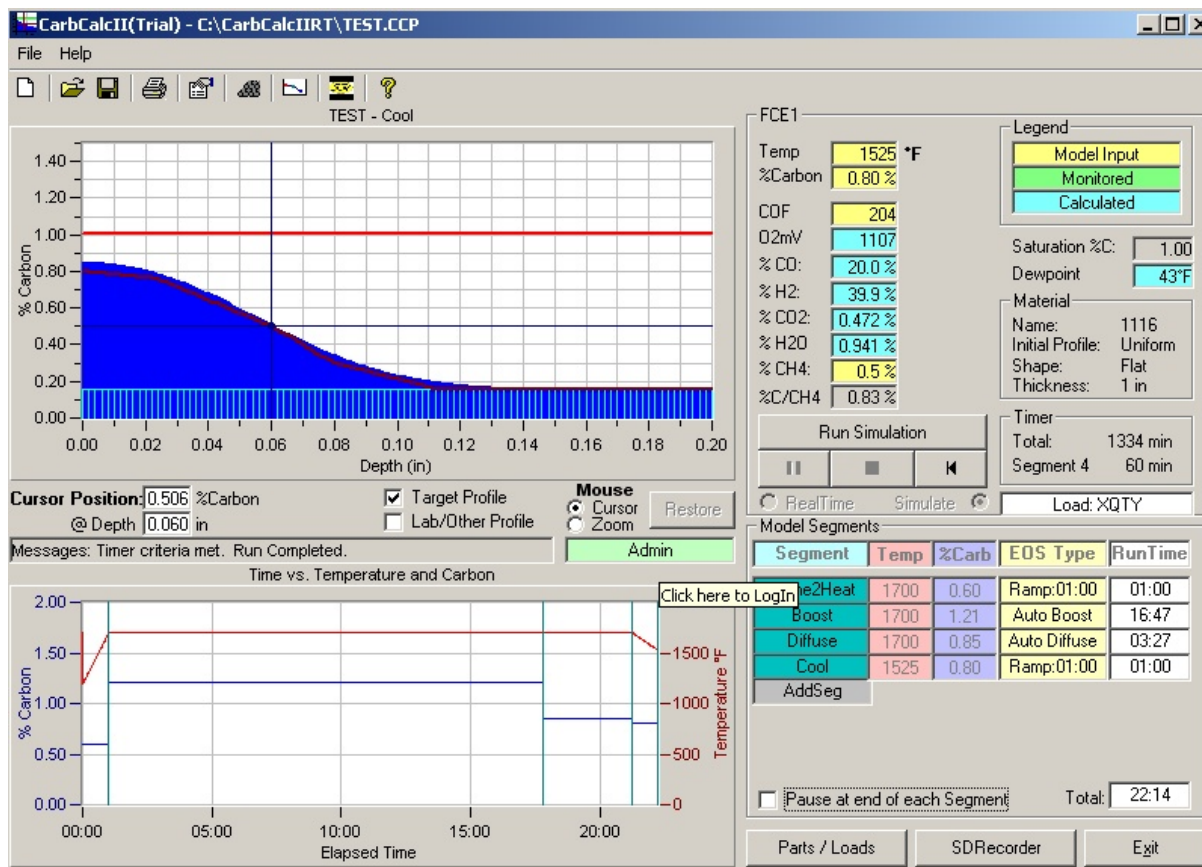 CarbCalcII(Trial) - C:\CarbCalcIIRT\TEST.CCP
File Help
TEST - Cool
% Carbon
1.40
1.20
1.00
0.80
0.60
0.40
0.20
0.00
0.00 0.02 0.04 0.06 0.08 0.10 0.12 0.14 0.16 0.18 0.20
Depth (in)
Cursor Position: 0.506 %Carbon
@ Depth 0.060 in
Target Profile
Lab/Other Profile
Mouse
Cursor
Zoom
Restore
Messages: Timer criteria met. Run Completed.
Admin
Click here to LogIn
Time vs. Temperature and Carbon
% Carbon
2.00
1.50
1.00
0.50
0.00
1500
1000
500
0
Temperature °F
00:00 05:00 10:00 15:00 20:00
Elapsed Time
FCE1
Temp 1525 °F
%Carbon 0.80 %
COF 204
O2mV 1107
% CO: 20.0 %
% H2: 39.9 %
% CO2: 0.472 %
% H2O 0.941 %
% CH4: 0.5 %
%C/CH4 0.83 %
Legend
Model Input
Monitored
Calculated
Saturation %C: 1.00
Dewpoint 43°F
Material
Name: 1116
Initial Profile: Uniform
Shape: Flat
Thickness: 1 in
Run Simulation
RealTime Simulate
Timer
Total: 1334 min
Segment 4 60 min
Load: XQTY
Model Segments
Segment Temp %Carb EOS Type RunTime
2Heat 1700 0.60 Ramp:01:00 01:00
Boost 1700 1.21 Auto Boost 16:47
Diffuse 1700 0.85 Auto Diffuse 03:27
Cool 1525 0.80 Ramp:01:00 01:00
AddSeg
Pause at end of each Segment
Total: 22:14
Parts / Loads SDRecorder Exit